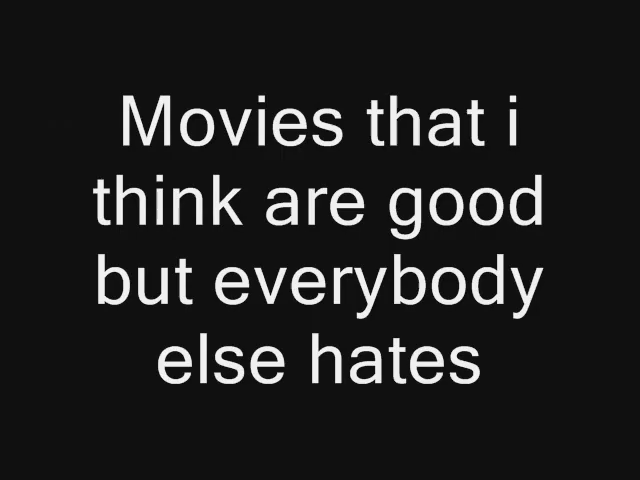 Movies that i
think are good
but everybody
else hates